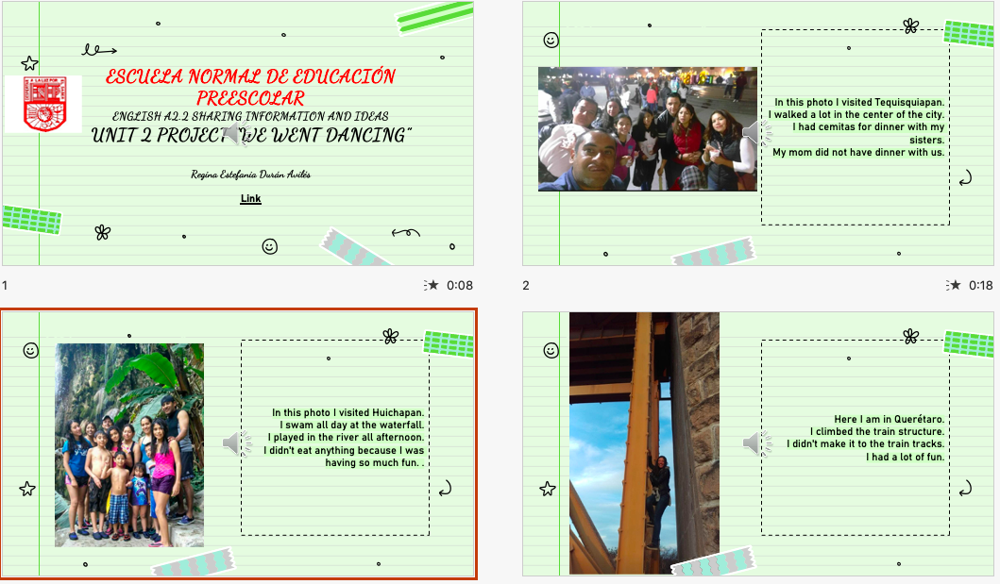 ESCUELA NORMAL DE EDUCACIÓN
PREESCOLAR
ENGLISH A2.2 SHARING INFORMATION AND IDEAS
UNIT 2 PROJECT "WE WENT DANCING"
Regina Estefania Durán Avilés
Link
1
0:08
In this photo I visited Tequisquiapan.
I walked a lot in the center of the city.
I had cemitas for dinner with my
sisters.
My mom did not have dinner with us.
2
0:18
In this photo I visited Huichapan.
I swam all day at the waterfall.
I played in the river all afternoon.
I didn't eat anything because I was
having so much fun. .
Here I am in Querétaro.
I climbed the train structure.
I didn't make it to the train tracks.
I had a lot of fun.